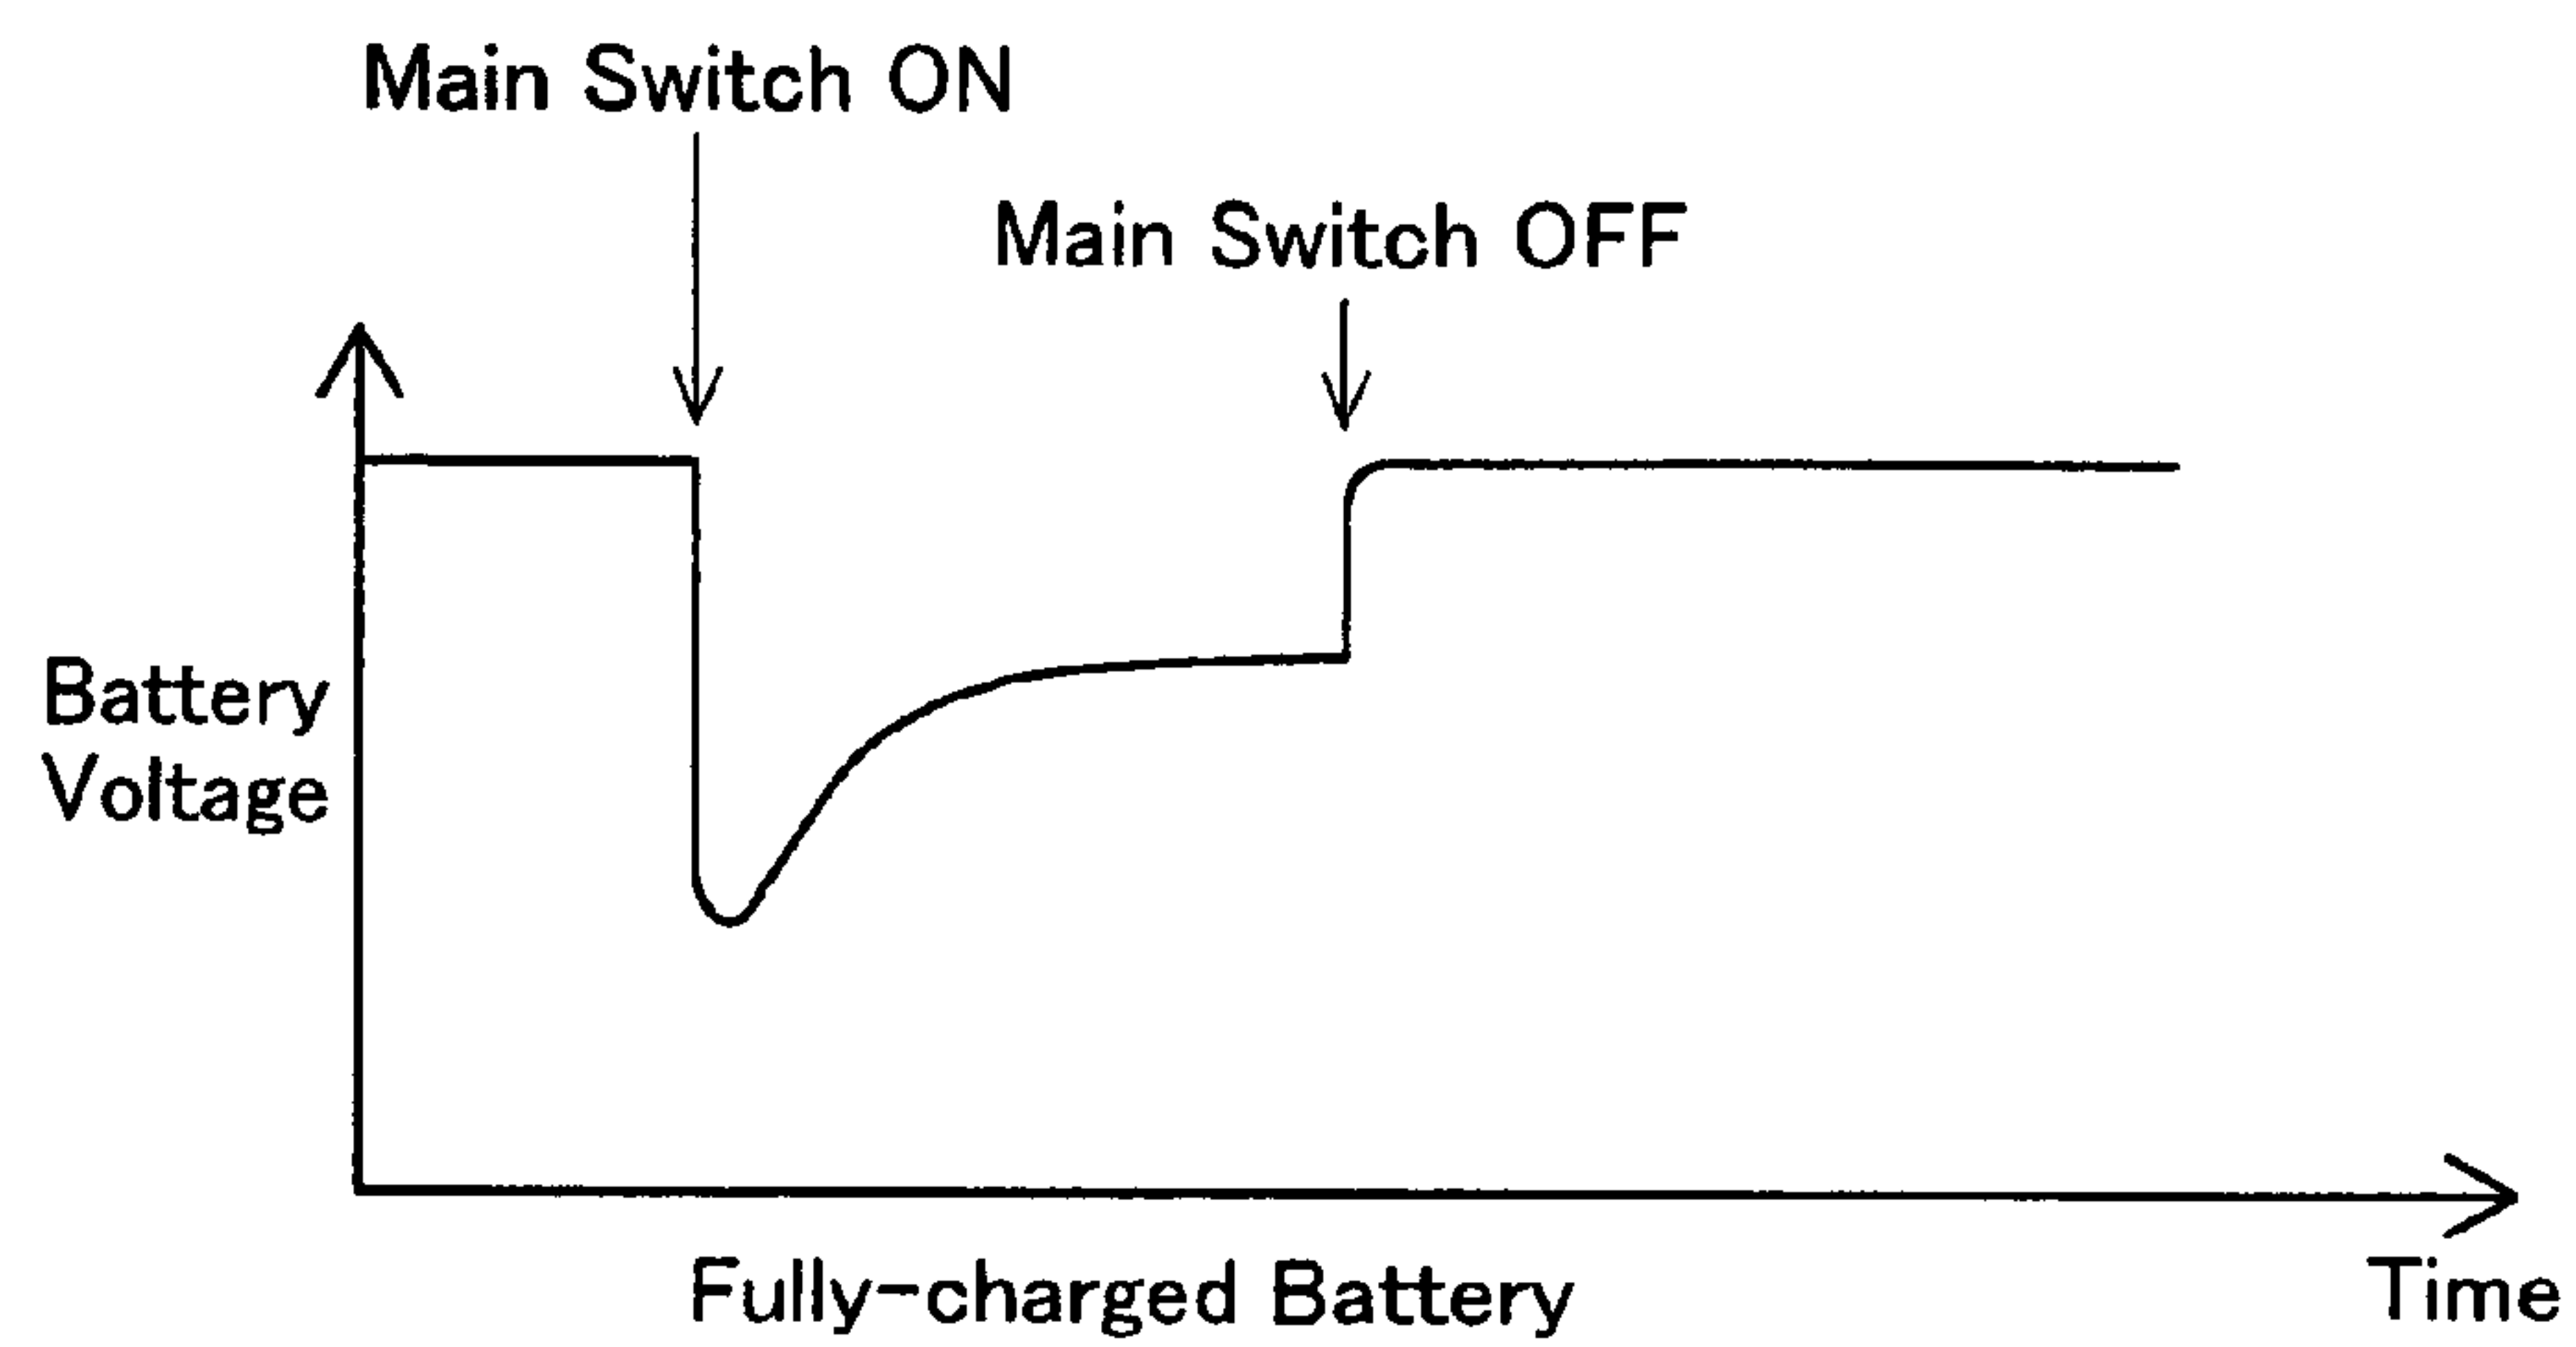 Main Switch ON
Main Switch OFF
Battery
Voltage
Fully-charged Battery
Time